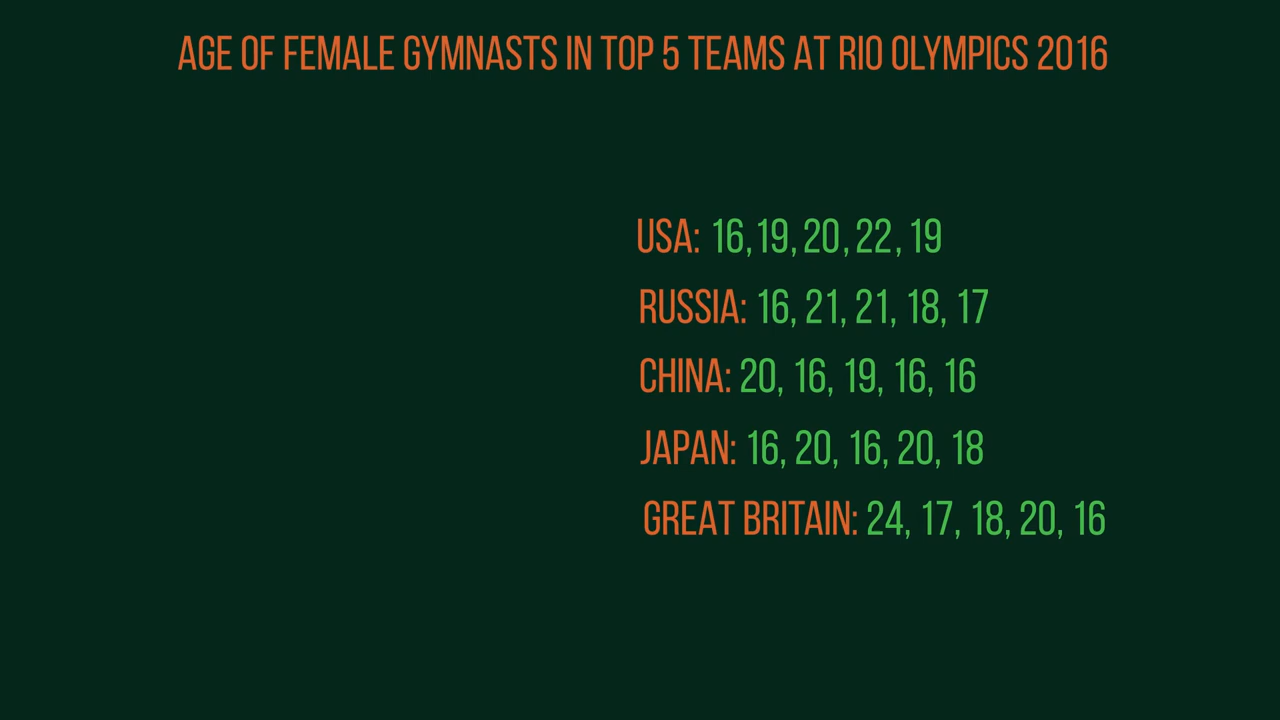 AGE OF FEMALE GYMNASTS IN TOP 5 TEAMS AT RIO OLYMPICS 2016
USA: 16, 19, 20, 22, 19
RUSSIA: 16, 21, 21, 18, 17
CHINA: 20, 16, 19, 16, 16
JAPAN: 16, 20, 16, 20, 18
GREAT BRITAIN: 24, 17, 18, 20, 16